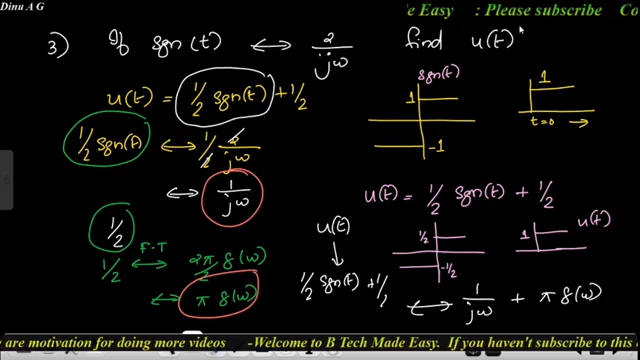 Dinu A G
Made Easy : Please subscribe Co
3) If sgn(t) ↔ 2/jω find u(t)
sgn(t)
1
-1
1
t=0 →
u(t) = 1/2 sgn(t) + 1/2
1/2 sgn(t) ↔ 1/2 2/jω
↔ 1/jω
1/2
1/2 F.T ↔ 2π/2 δ(ω)
↔ π δ(ω)
u(t) = 1/2 sgn(t) + 1/2
1/2
-1/2
1
u(t)
u(t)
↓
1/2 sgn(t) + 1/2 ↔ 1/jω + π δ(ω)
y are motivation for doing more videos -Welcome to B Tech Made Easy. If you haven't subscribe to this